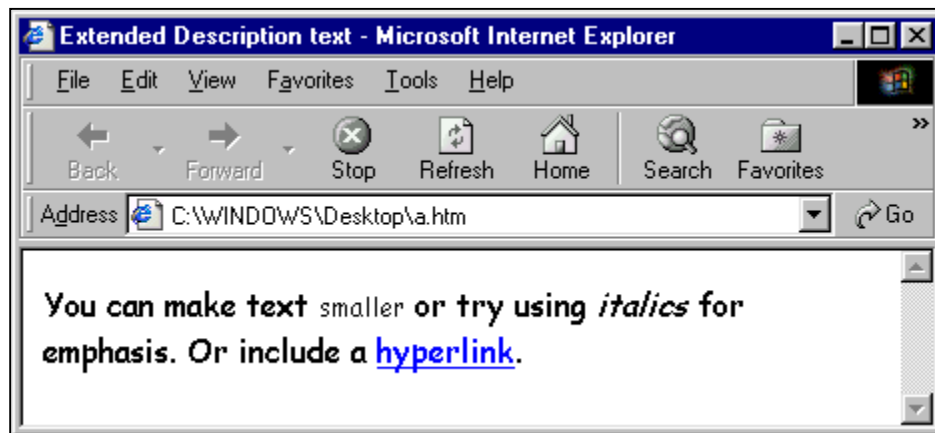 Extended Description text - Microsoft Internet Explorer
File Edit View Favorites Tools Help
Back Forward Stop Refresh Home Search Favorites »
Address C:\WINDOWS\Desktop\a.htm Go
You can make text smaller or try using italics for
emphasis. Or include a hyperlink.